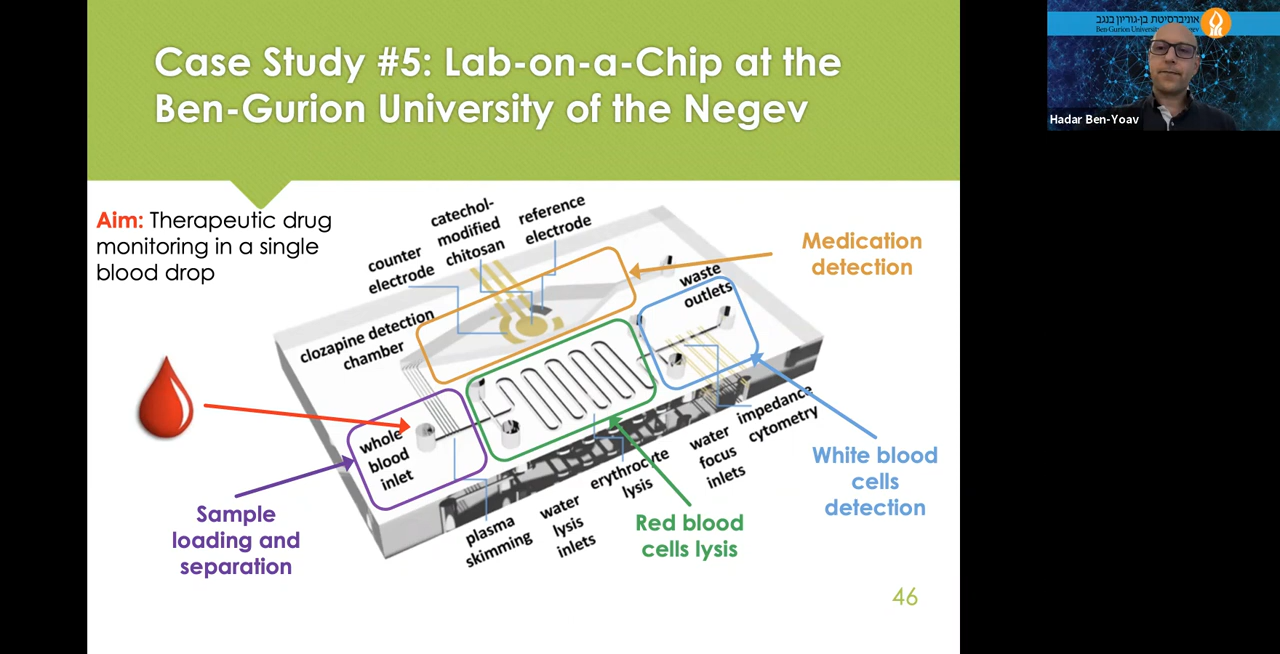 Case Study #5: Lab-on-a-Chip at the
Ben-Gurion University of the Negev
Aim: Therapeutic drug
monitoring in a single
blood drop
counter
electrode
catechol-
modified
chitosan
reference
electrode
Medication
detection
waste
outlets
clozapine detection
chamber
whole
blood
inlet
impedance
cytometry
water
focus
inlets
erythrocyte
lysis
water
lysis
inlets
plasma
skimming
White blood
cells
detection
Sample
loading and
separation
Red blood
cells lysis
46
אוניברסיטת בן-גוריון בנגב
Ben-Gurion University
Hadar Ben-Yoav